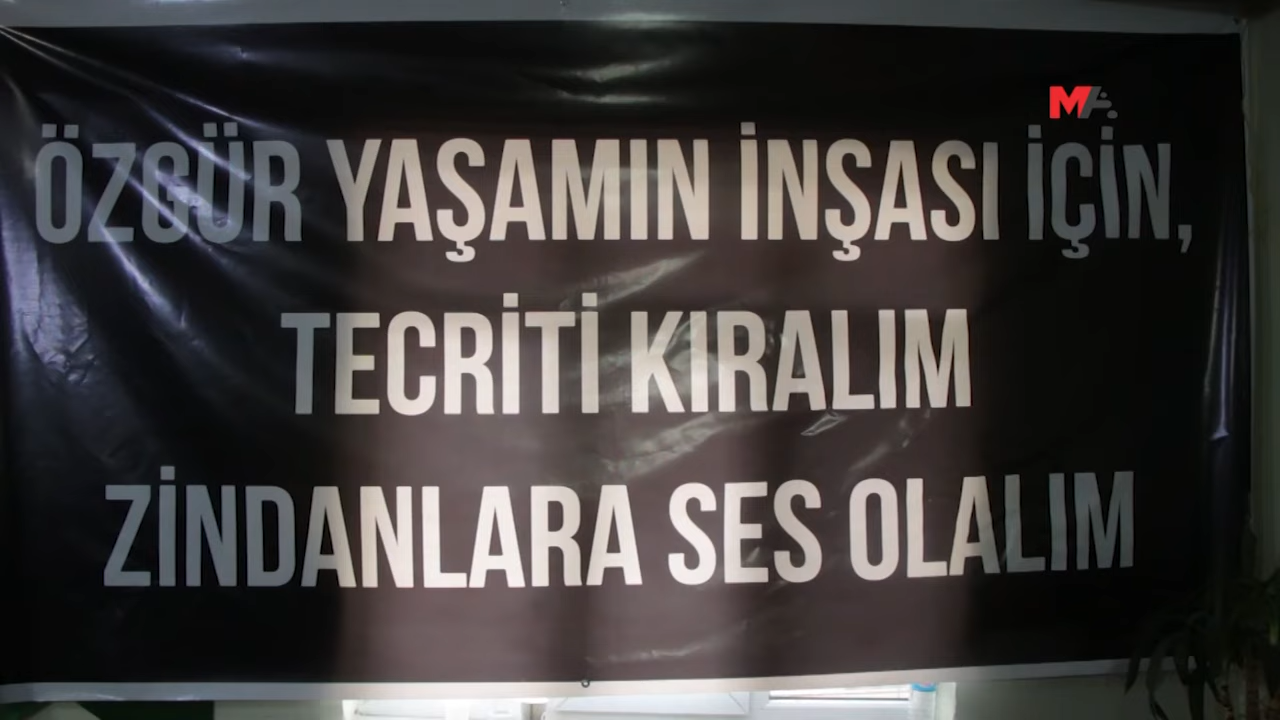 MA
ÖZGÜR YAŞAMIN İNŞASI İÇİN,
TECRİTİ KIRALIM
ZİNDANLARA SES OLALIM